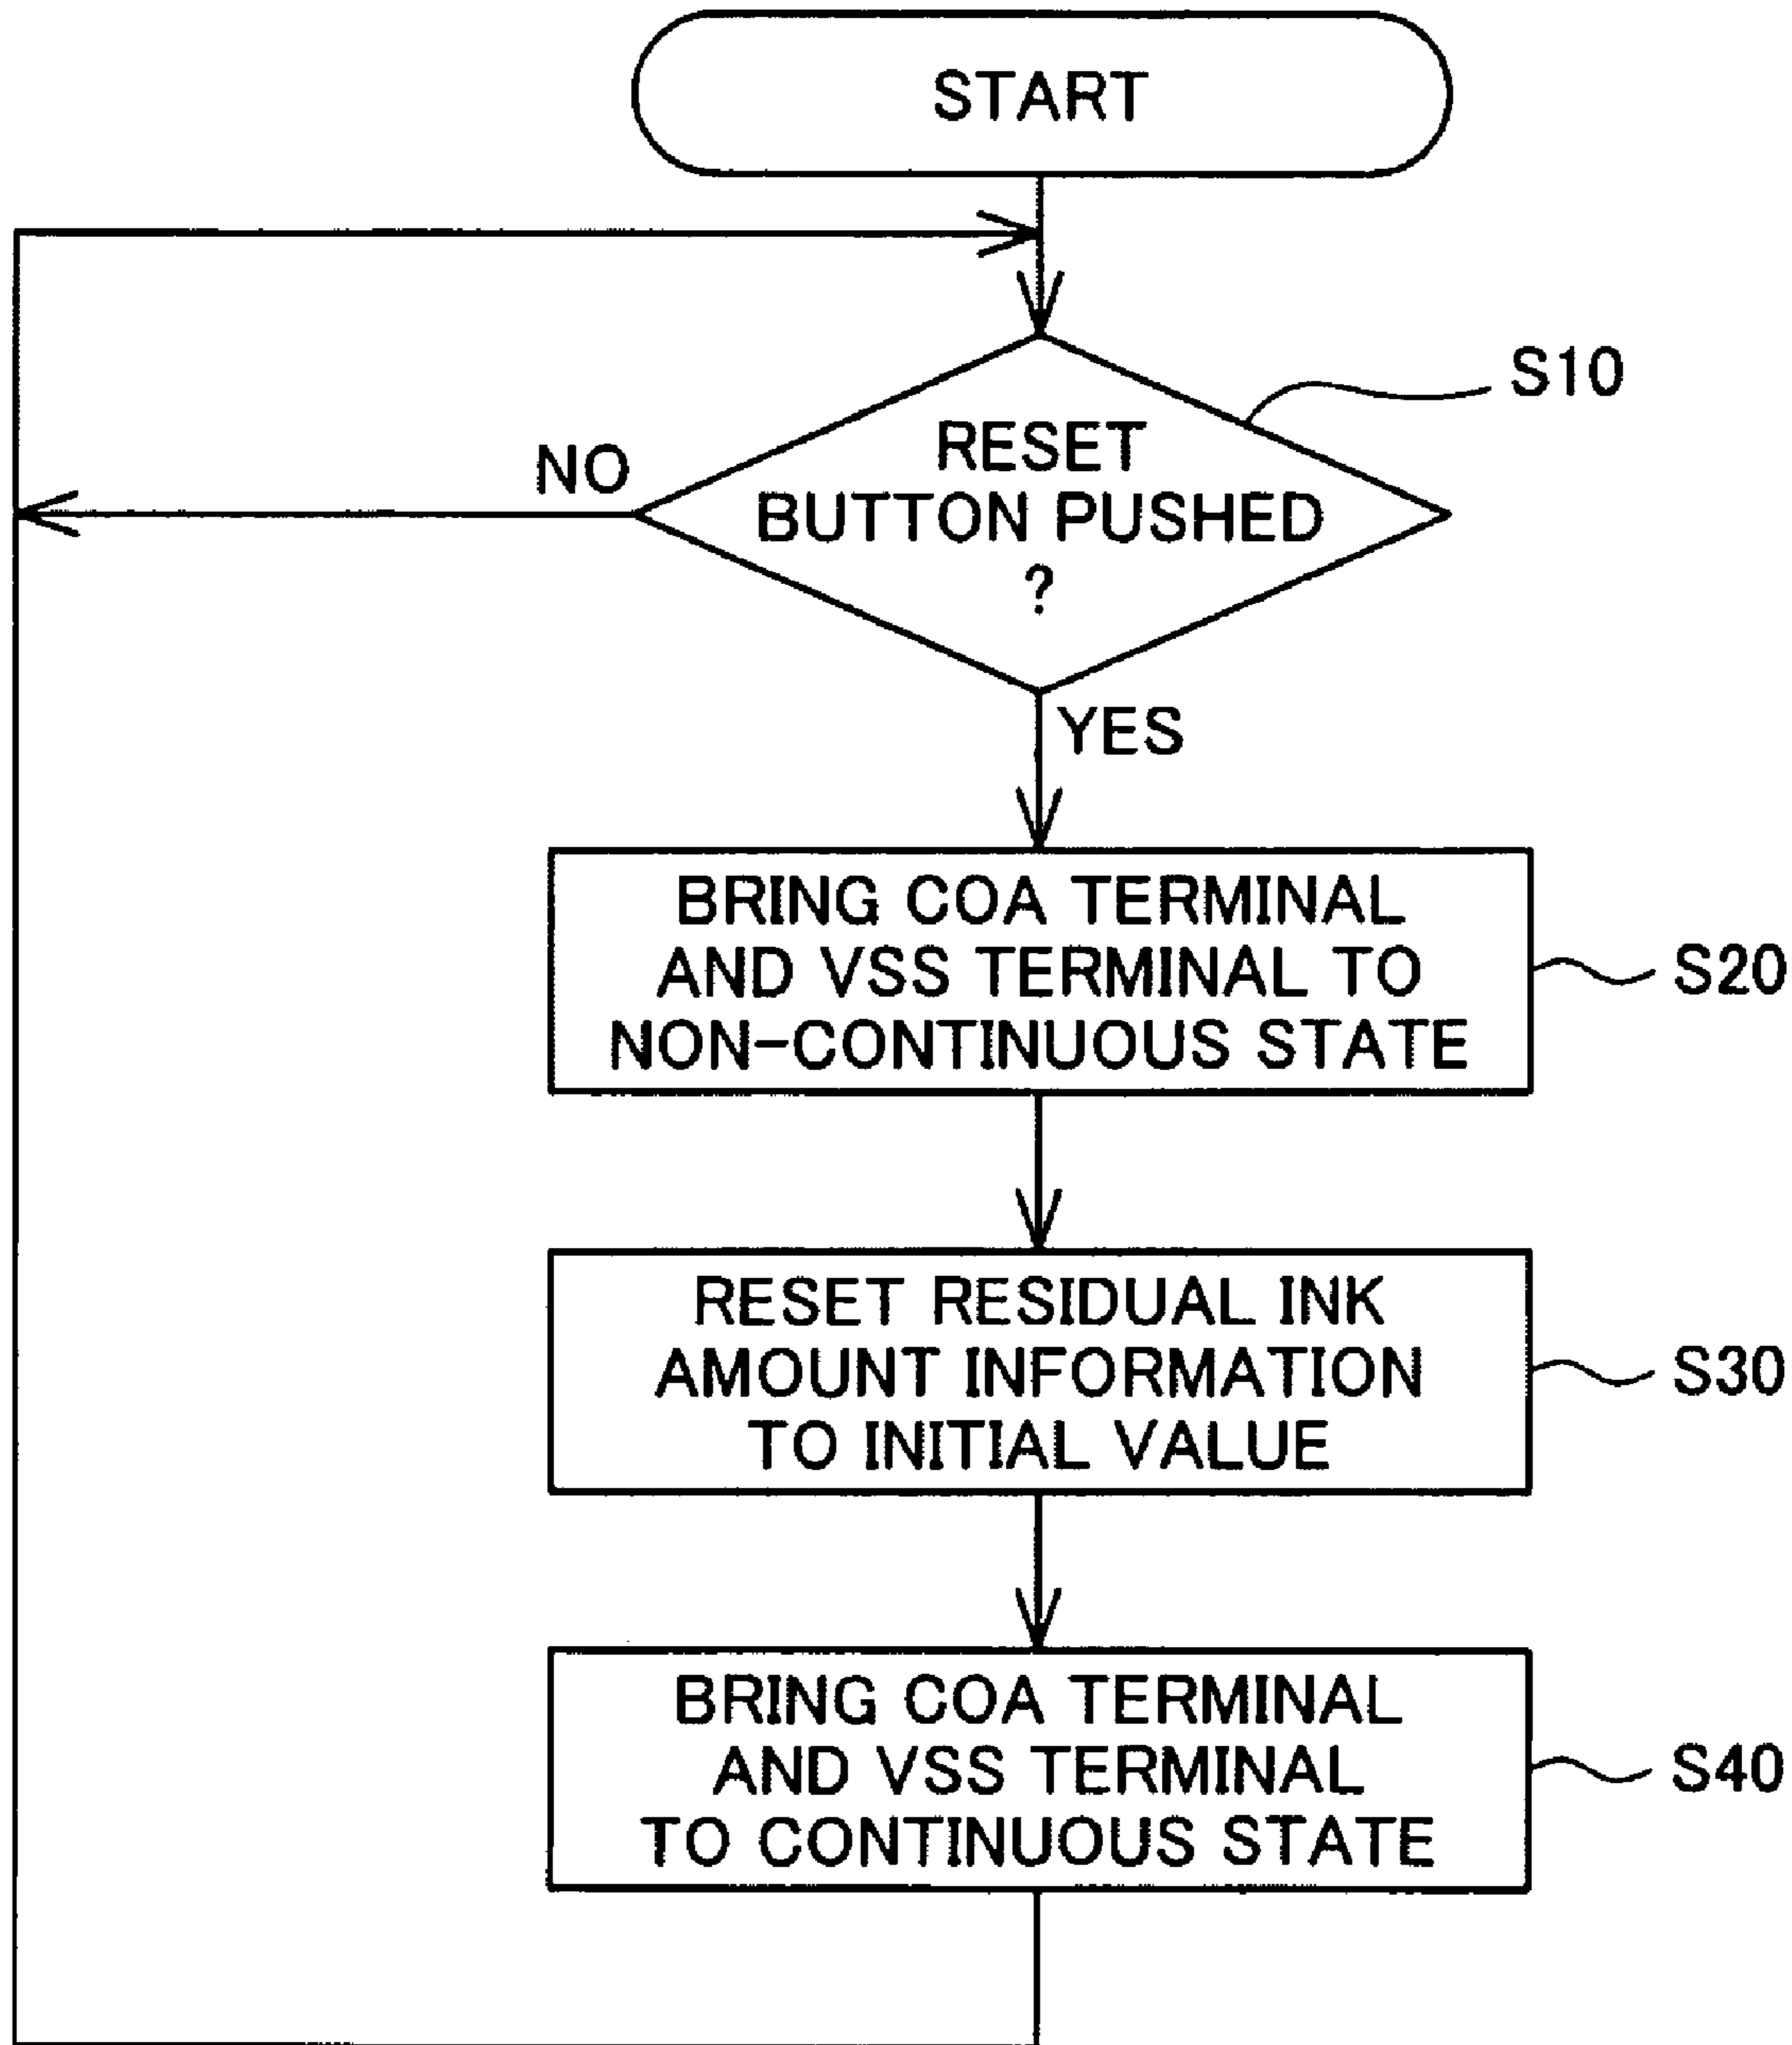 START
S10
RESET
NO
BUTTON PUSHED
?
YES
BRING COA TERMINAL
AND VSS TERMINAL TO
NON-CONTINUOUS STATE
S20
RESET RESIDUAL INK
AMOUNT INFORMATION
TO INITIAL VALUE
S30
BRING COA TERMINAL
AND VSS TERMINAL
TO CONTINUOUS STATE
S40